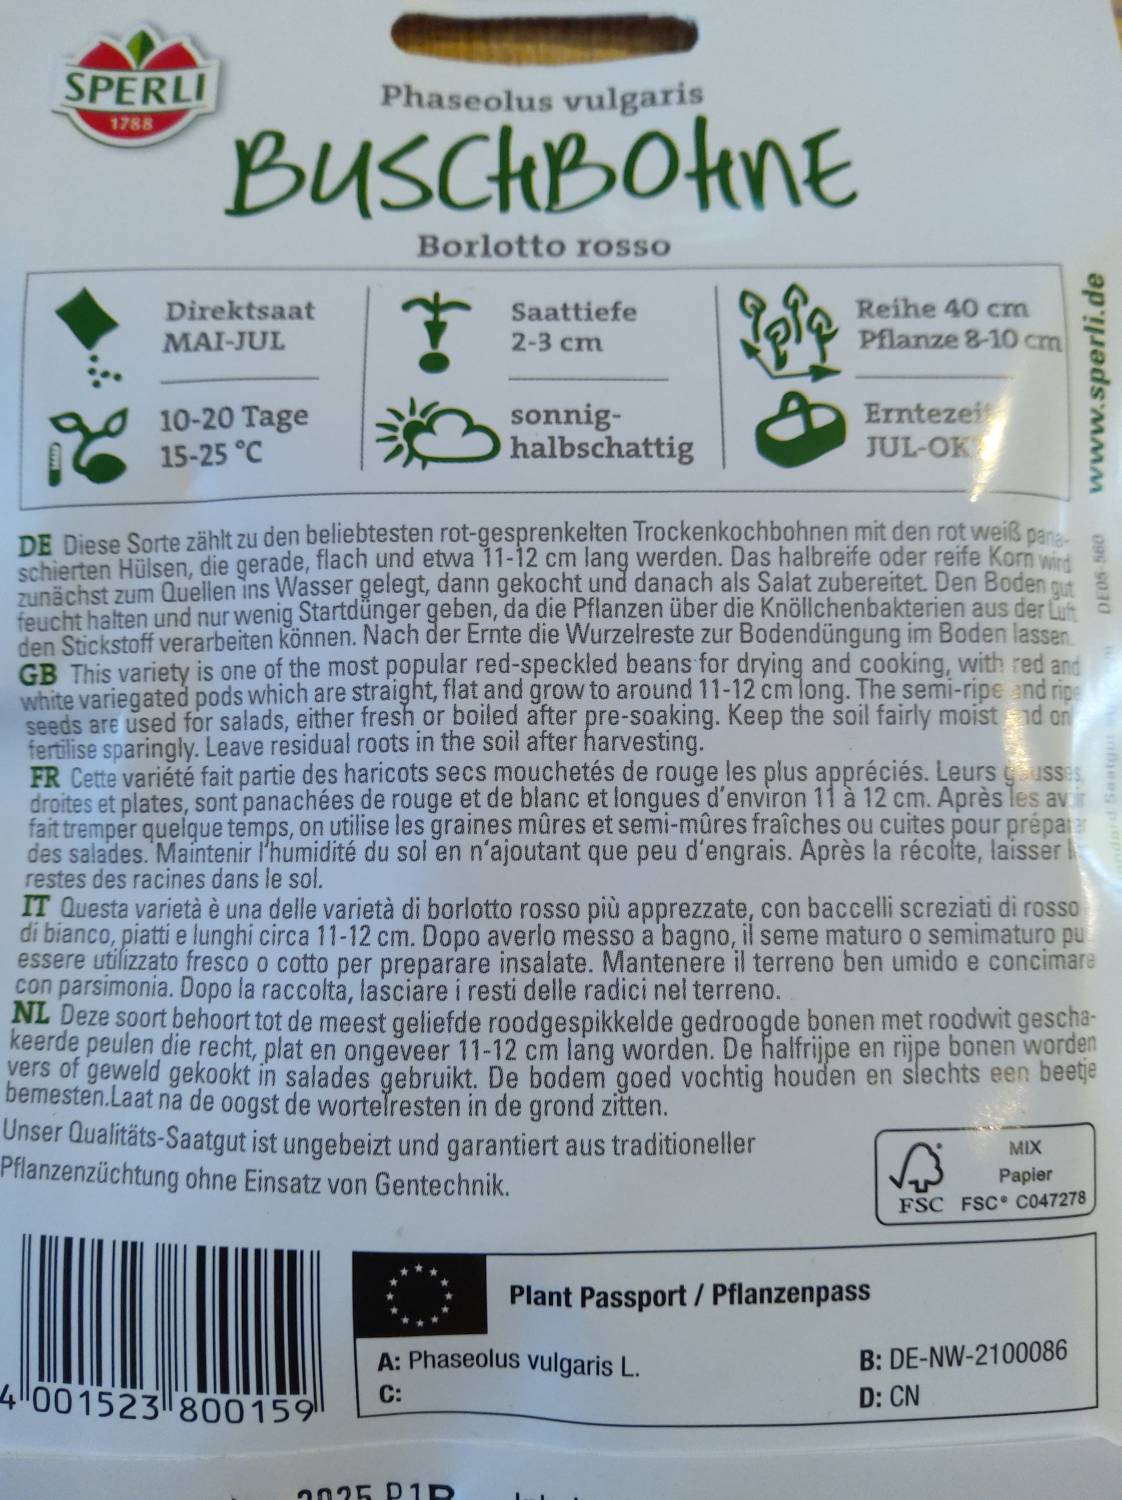 SPERLI
1788
Phaseolus vulgaris
BUSCHBOHNE
Borlotto rosso
Direktsaat
MAI-JUL
10-20 Tage
15-25 °C
Saattiefe
2-3 cm
sonnig-
halbschattig
Reihe 40 cm
Pflanze 8-10 cm
Erntezeit
JUL-OK
www.sperli.de
DE05-560
DE Diese Sorte zählt zu den beliebtesten rot-gesprenkelten Trockenkochbohnen mit den rot weiß pana-
schierten Hülsen, die gerade, flach und etwa 11-12 cm lang werden. Das halbreife oder reife Korn wird
zunächst zum Quellen ins Wasser gelegt, dann gekocht und danach als Salat zubereitet. Den Boden gut
feucht halten und nur wenig Startdünger geben, da die Pflanzen über die Knöllchenbakterien aus der Luft
den Stickstoff verarbeiten können. Nach der Ernte die Wurzelreste zur Bodendüngung im Boden lassen.
GB This variety is one of the most popular red-speckled beans for drying and cooking, with red and
white variegated pods which are straight, flat and grow to around 11-12 cm long. The semi-ripe and ripe
seeds are used for salads, either fresh or boiled after pre-soaking. Keep the soil fairly moist and on
fertilise sparingly. Leave residual roots in the soil after harvesting.
FR Cette variété fait partie des haricots secs mouchetés de rouge les plus appréciés. Leurs gousses
droites et plates, sont panachées de rouge et de blanc et longues d'environ 11 à 12 cm. Après les avoir
fait tremper quelque temps, on utilise les graines mûres et semi-mûres fraîches ou cuites pour préparer
des salades. Maintenir l'humidité du sol en n'ajoutant que peu d'engrais. Après la récolte, laisser
restes des racines dans le sol.
IT Questa varietà è una delle varietà di borlotto rosso più apprezzate, con baccelli screziati di rosso
di bianco, piatti e lunghi circa 11-12 cm. Dopo averlo messo a bagno, il seme maturo o semimaturo pu
essere utilizzato fresco o cotto per preparare insalate. Mantenere il terreno ben umido e concimare
con parsimonia. Dopo la raccolta, lasciare i resti delle radici nel terreno.
NL Deze soort behoort tot de meest geliefde roodgespikkelde gedroogde bonen met roodwit gescha-
keerde peulen die recht, plat en ongeveer 11-12 cm lang worden. De halfrijpe en rijpe bonen worden
vers of geweld gekookt in salades gebruikt. De bodem goed vochtig houden en slechts een beetje
bemesten.Laat na de oogst de wortelresten in de grond zitten.
Unser Qualitäts-Saatgut ist ungebeizt und garantiert aus traditioneller
Pflanzenzüchtung ohne Einsatz von Gentechnik.
MIX
Papier
FSC FSC® C047278
Plant Passport / Pflanzenpass
A: Phaseolus vulgaris L.
B: DE-NW-2100086
C:
D: CN
4 001523 800159
2025 P1B